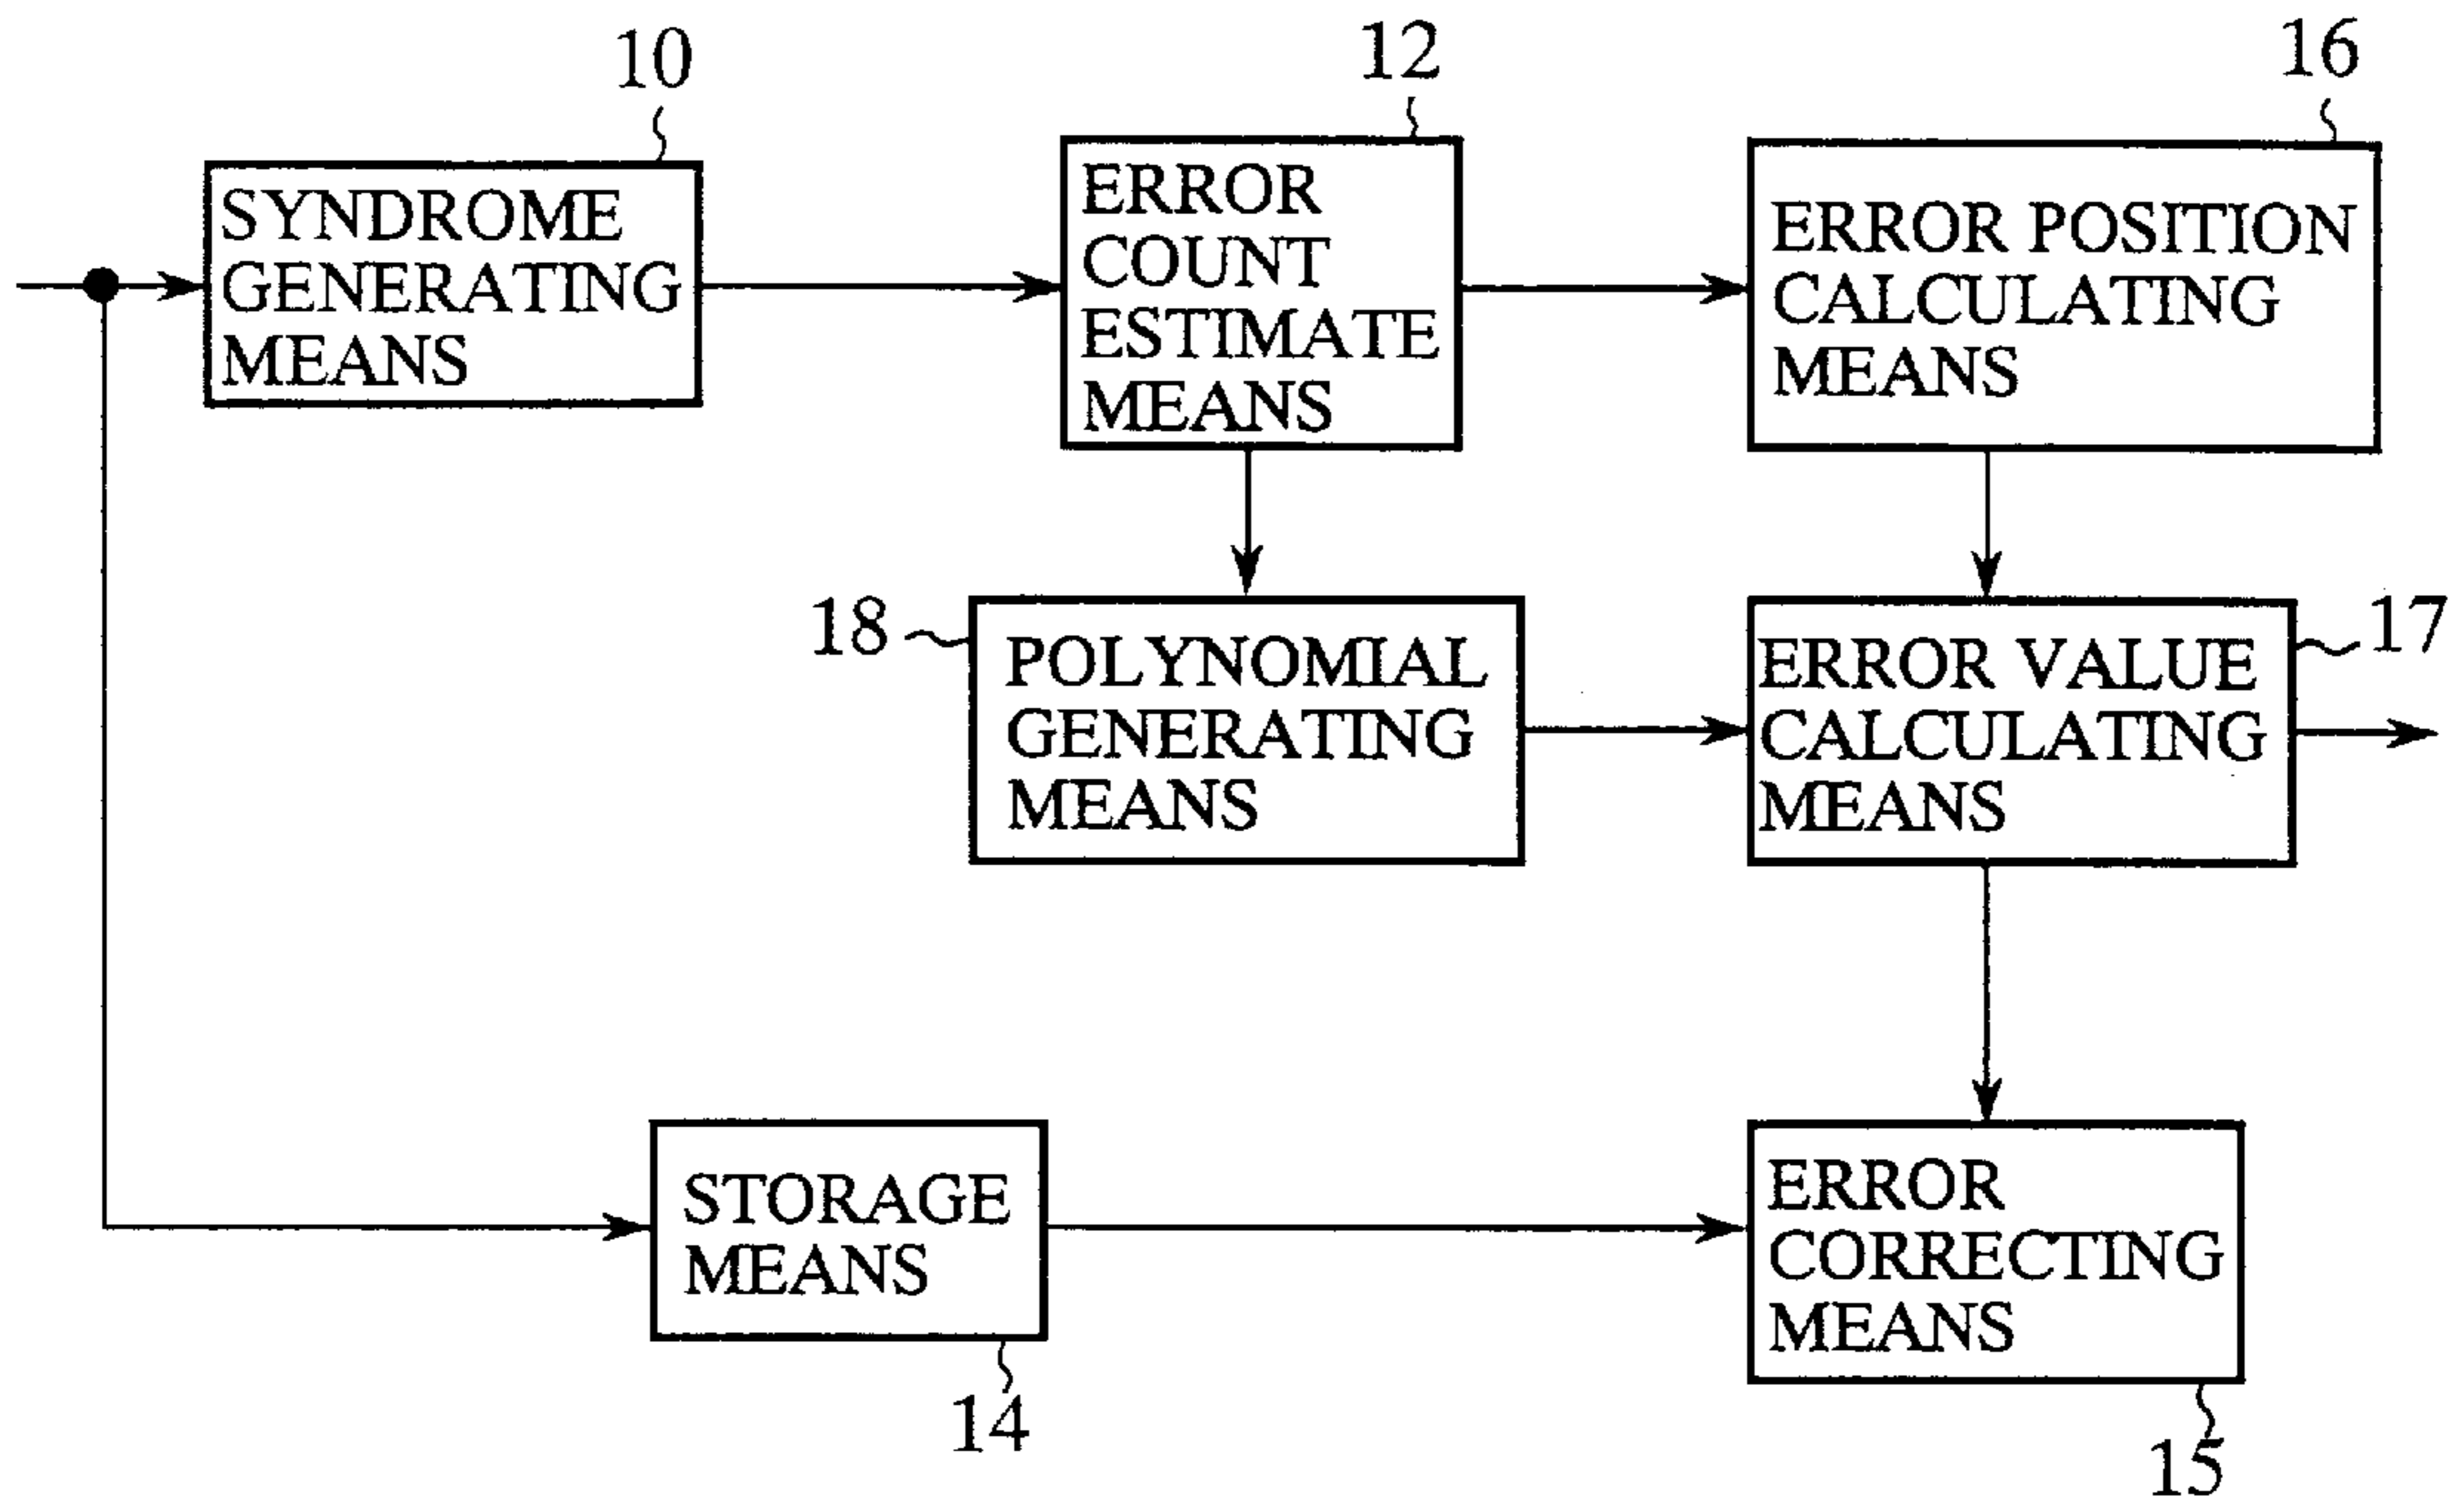 10
SYNDROME
GENERATING
MEANS
12
ERROR
COUNT
ESTIMATE
MEANS
16
ERROR POSITION
CALCULATING
MEANS
18
POLYNOMIAL
GENERATING
MEANS
17
ERROR VALUE
CALCULATING
MEANS
STORAGE
MEANS
14
ERROR
CORRECTING
MEANS
15